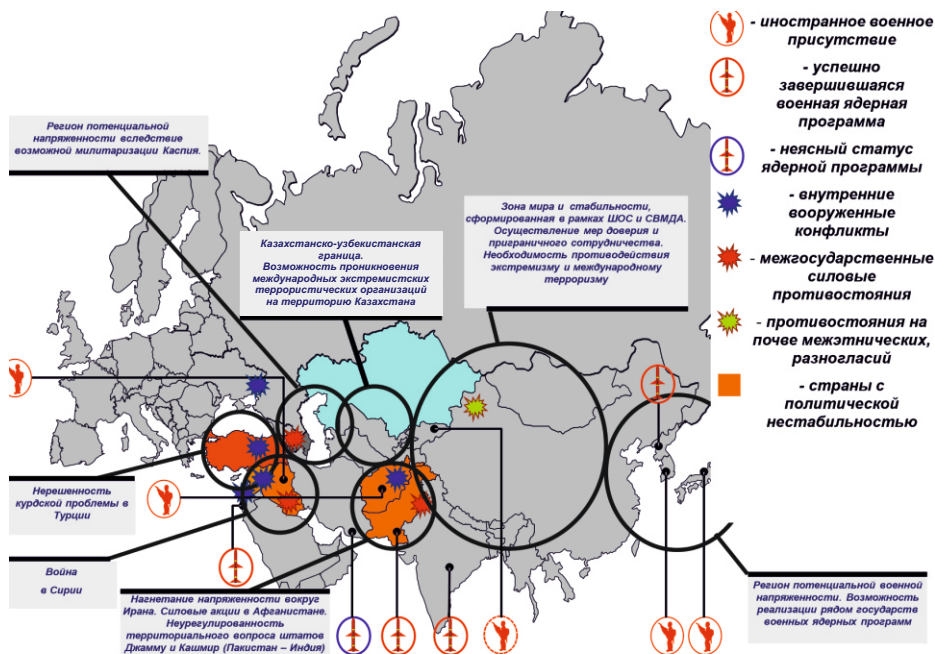 - иностранное военное
присутствие
- успешно
завершившаяся
военная ядерная
программа
- неясный статус
ядерной программы
- внутренние
вооруженные
конфликты
- межгосударственные
силовые
противостояния
- противостояния на
почве межэтнических,
разногласий
- страны с
политической
нестабильностью
Регион потенциальной
напряженности вследствие
возможной милитаризации Каспия.
Казахстанско-узбекистанская
граница.
Возможность проникновения
международных экстремистских
террористических организаций
на территорию Казахстана
Зона мира и стабильности,
сформированная в рамках ШОС и СВМДА.
Осуществление мер доверия и
приграничного сотрудничества.
Необходимость противодействия
экстремизму и международному
терроризму
Нерешенность
курдской проблемы в
Турции
Война
в Сирии
Нагнетание напряженности вокруг
Ирана. Силовые акции в Афганистане.
Неурегулированность
территориального вопроса штатов
Джамму и Кашмир (Пакистан – Индия)
Регион потенциальной военной
напряженности. Возможность
реализации рядом государств
военных ядерных программ